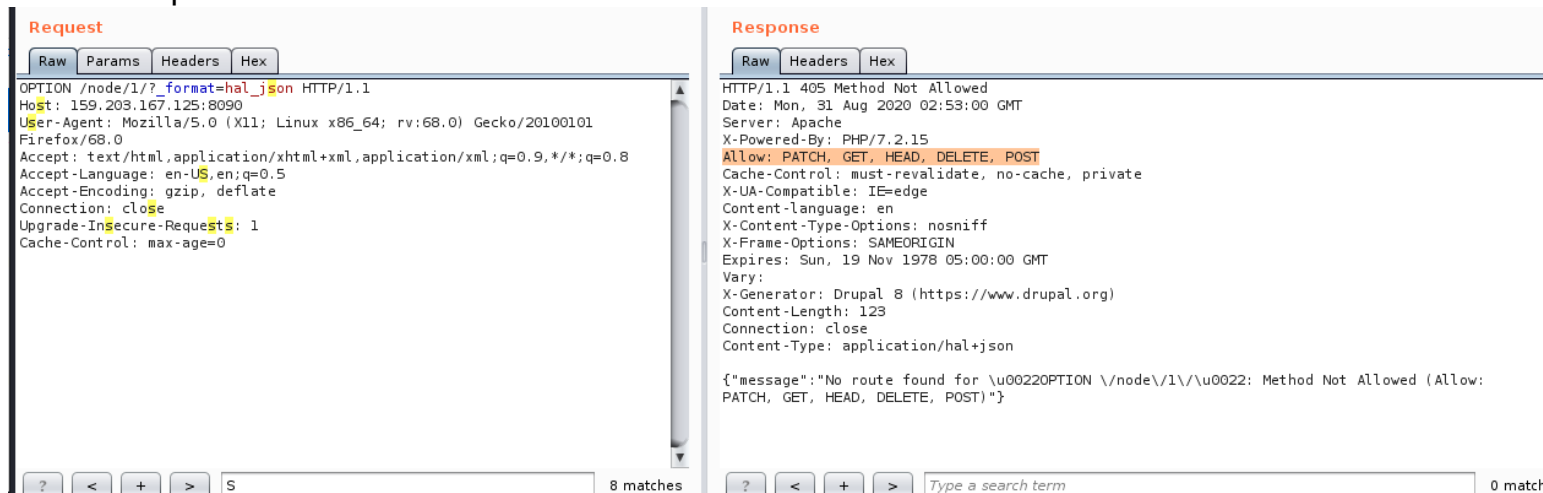 Request
Raw Params Headers Hex
OPTION /node/1/?_format=hal_json HTTP/1.1
Host: 159.203.167.125:8090
User-Agent: Mozilla/5.0 (X11; Linux x86_64; rv:68.0) Gecko/20100101
Firefox/68.0
Accept: text/html,application/xhtml+xml,application/xml;q=0.9,*/*;q=0.8
Accept-Language: en-US,en;q=0.5
Accept-Encoding: gzip, deflate
Connection: close
Upgrade-Insecure-Requests: 1
Cache-Control: max-age=0
? < + > S 8 matches
Response
Raw Headers Hex
HTTP/1.1 405 Method Not Allowed
Date: Mon, 31 Aug 2020 02:53:00 GMT
Server: Apache
X-Powered-By: PHP/7.2.15
Allow: PATCH, GET, HEAD, DELETE, POST
Cache-Control: must-revalidate, no-cache, private
X-UA-Compatible: IE=edge
Content-language: en
X-Content-Type-Options: nosniff
X-Frame-Options: SAMEORIGIN
Expires: Sun, 19 Nov 1978 05:00:00 GMT
Vary:
X-Generator: Drupal 8 (https://www.drupal.org)
Content-Length: 123
Connection: close
Content-Type: application/hal+json
{"message":"No route found for \u0022OPTION \/node\/1\/\u0022: Method Not Allowed (Allow:
PATCH, GET, HEAD, DELETE, POST)"}
? < + > Type a search term 0 match